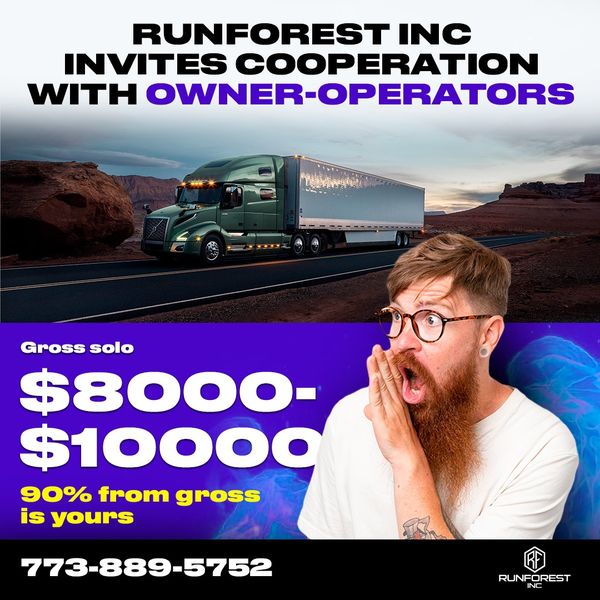 RUNFOREST INC
INVITES COOPERATION
WITH OWNER-OPERATORS
Gross solo
$8000-
$10000
90% from gross
is yours
773-889-5752
RF
RUNFOREST
INC